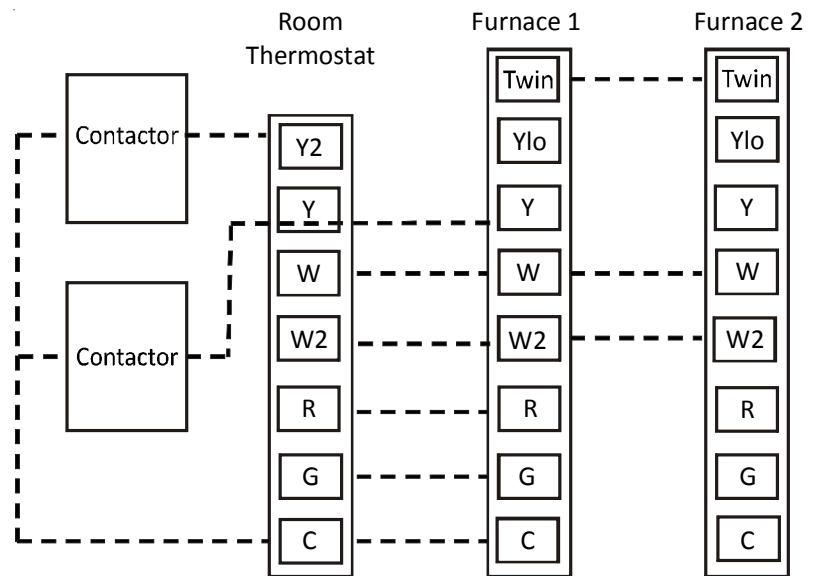 Room
Thermostat
Furnace 1
Furnace 2
Contactor
Contactor
Y2
Y
W
W2
R
G
C
Twin
Ylo
Y
W
W2
R
G
C
Twin
Ylo
Y
W
W2
R
G
C